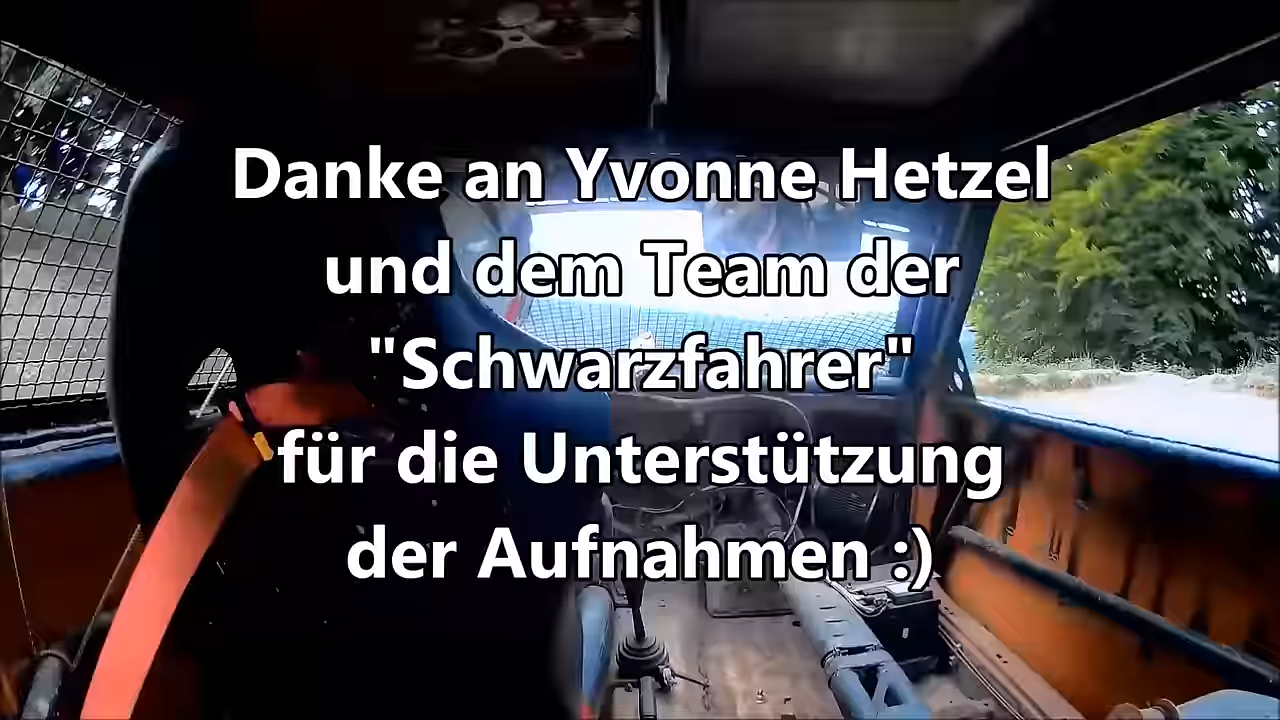 Danke an Yvonne Hetzel
und dem Team der
"Schwarzfahrer"
für die Unterstützung
der Aufnahmen :)